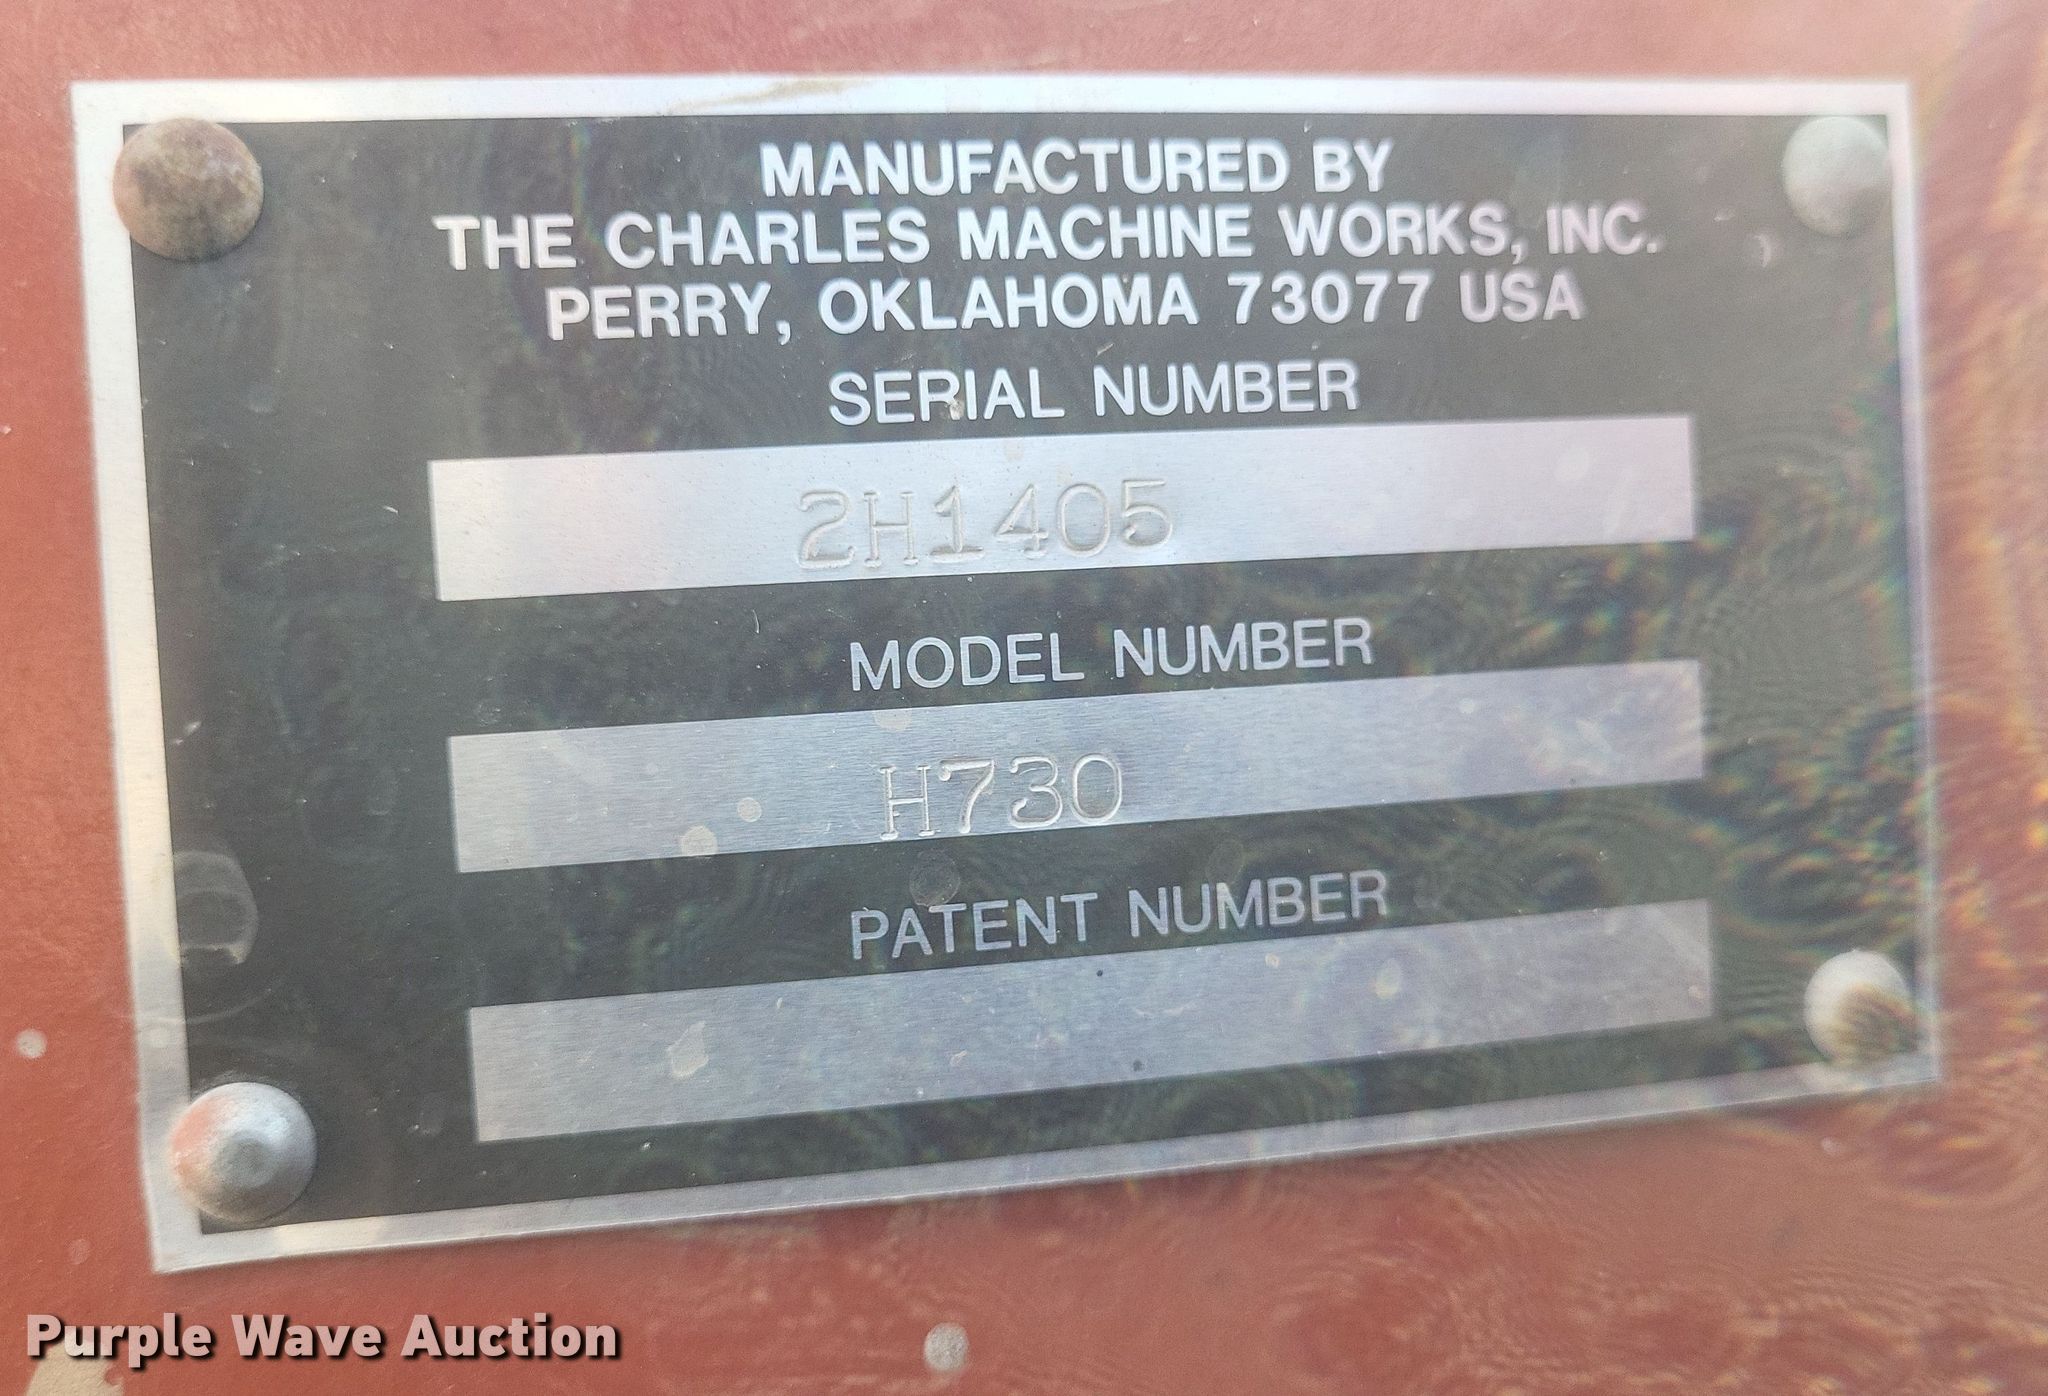 MANUFACTURED BY
THE CHARLES MACHINE WORKS, INC.
PERRY, OKLAHOMA 73077 USA
SERIAL NUMBER
2H1405
MODEL NUMBER
H730
PATENT NUMBER
Purple Wave Auction